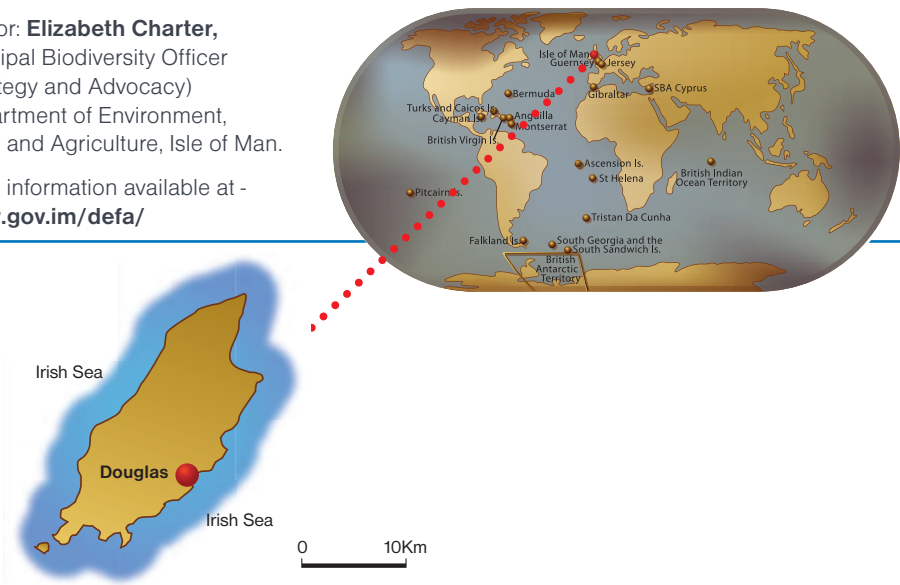 or: Elizabeth Charter,
ipal Biodiversity Officer
tegy and Advocacy)
artment of Environment,
and Agriculture, Isle of Man.
information available at -
.gov.im/defa/
Isle of Man
Guernsey
Jersey
Bermuda
Gibraltar
SBA Cyprus
Turks and Caicos Is.
Cayman Is.
Anguilla
Montserrat
British Virgin Is.
Ascension Is.
St Helena
British Indian
Ocean Territory
Pitcairn Is.
Tristan Da Cunha
Falkland Is.
South Georgia and the
South Sandwich Is.
British
Antarctic
Territory
Irish Sea
Douglas
Irish Sea
0 10Km